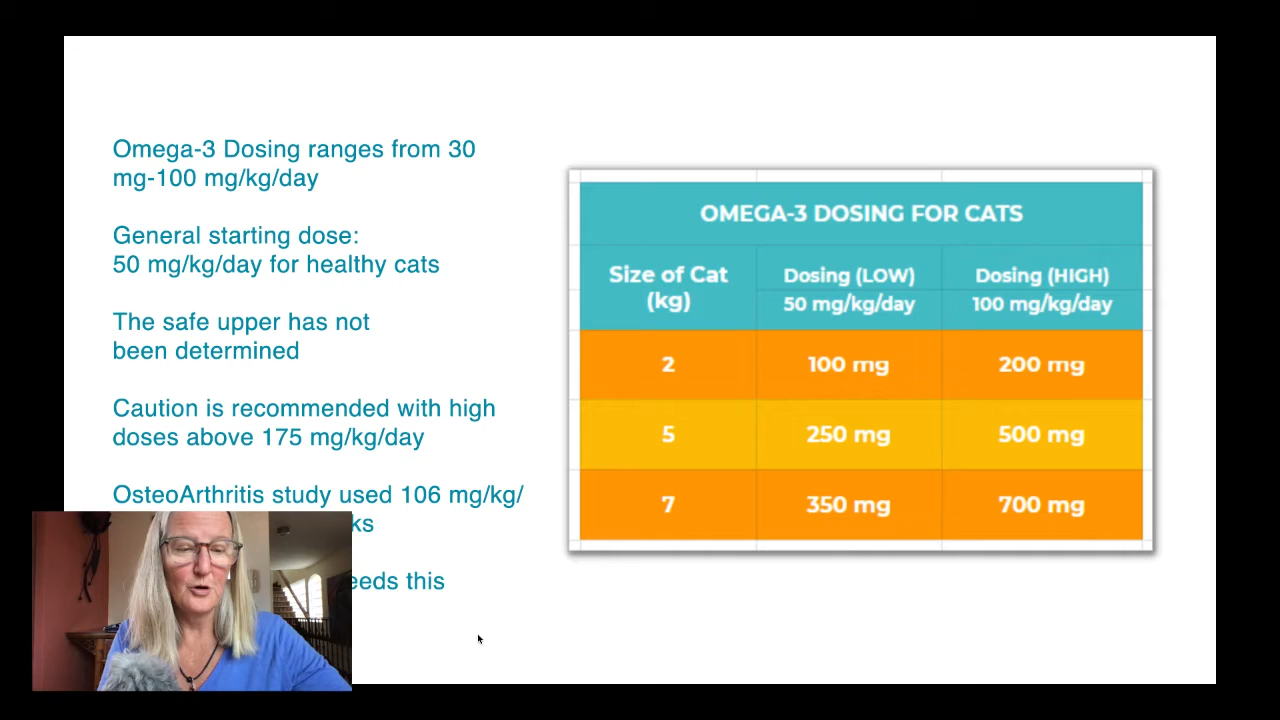 Omega-3 Dosing ranges from 30
mg-100 mg/kg/day
General starting dose:
50 mg/kg/day for healthy cats
The safe upper has not
been determined
Caution is recommended with high
doses above 175 mg/kg/day
OsteoArthritis study used 106 mg/kg/
OMEGA-3 DOSING FOR CATS
Size of Cat
(kg)
Dosing (LOW)
50 mg/kg/day
Dosing (HIGH)
100 mg/kg/day
2
100 mg
200 mg
5
250 mg
500 mg
7
350 mg
700 mg
this